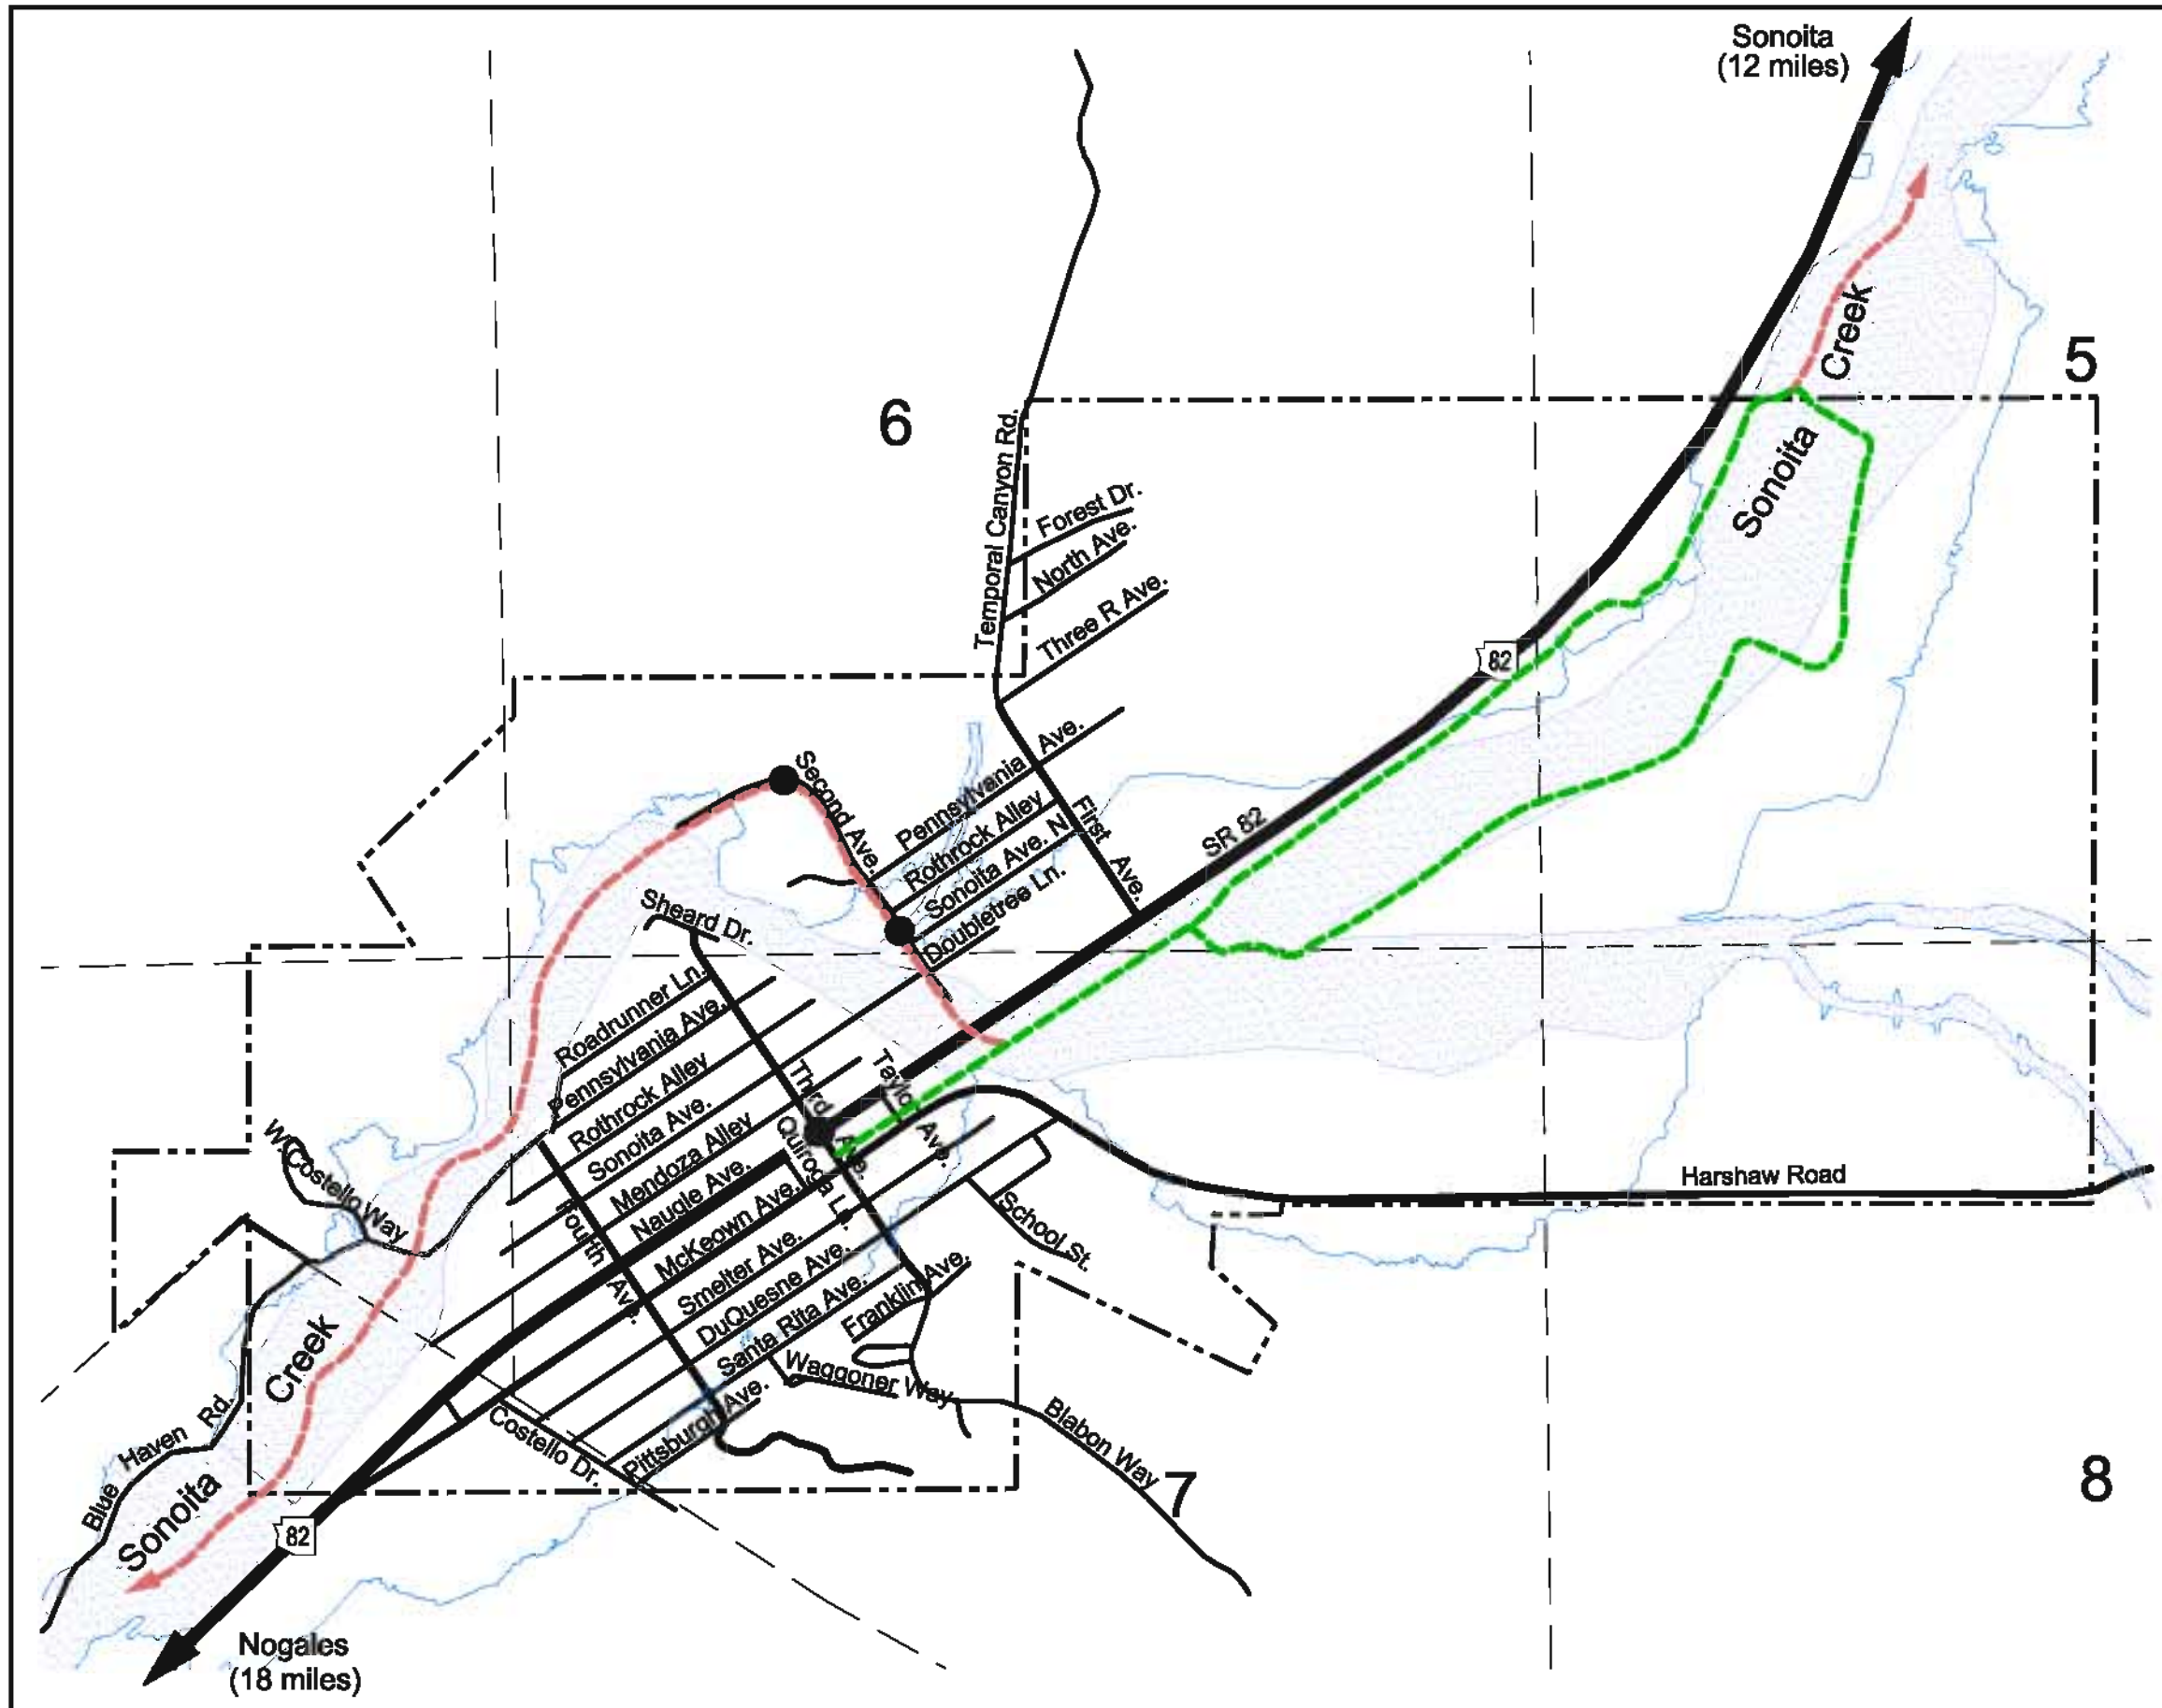 Sonoita
(12 miles)
Creek
5
6
Sonoita
Temporal Canyon Rd.
Forest Dr.
North Ave.
Three R Ave.
82
Second Ave.
Pennsylvania Ave.
Rothrock Alley
First Ave.
Sonoita Ave. N
SR 82
Doubletree Ln.
Sheard Dr.
Roadrunner Ln.
Pennsylvania Ave.
Rothrock Alley
Sonoita Ave.
Mendoza Alley
Naugle Ave.
Third Ave.
Taylor Ave.
Quiroga Ln.
W. Costello Way
Fourth Ave.
McKeown Ave.
Smelter Ave.
DuQuesne Ave.
Santa Rita Ave.
Harshaw Road
School St.
Franklin Ave.
Creek
Waggoner Way
Pittsburgh Ave.
Costello Dr.
Blue Haven Rd.
Blabon Way
7
8
Sonoita
82
Nogales
(18 miles)